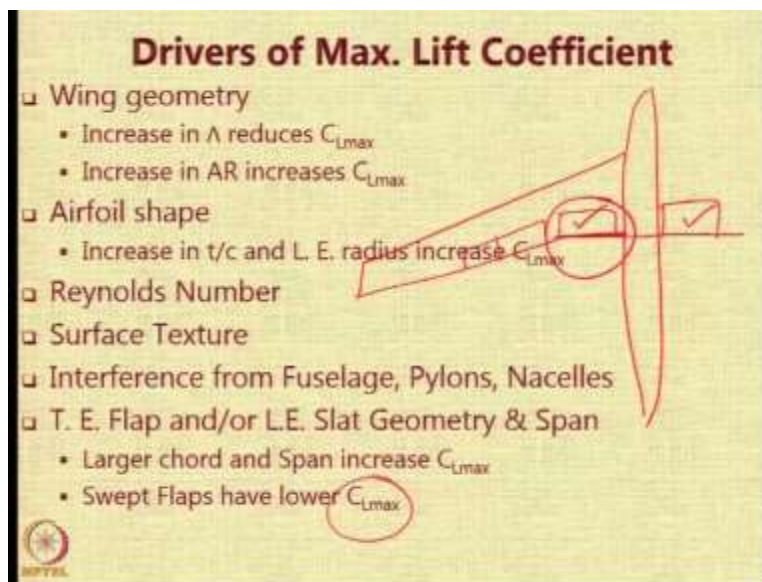 Drivers of Max. Lift Coefficient
Wing geometry
Increase in Λ reduces CLmax
Increase in AR increases CLmax
Airfoil shape
Increase in t/c and L. E. radius increase CLmax
Reynolds Number
Surface Texture
Interference from Fuselage, Pylons, Nacelles
T. E. Flap and/or L.E. Slat Geometry & Span
Larger chord and Span increase CLmax
Swept Flaps have lower CLmax
NPTEL